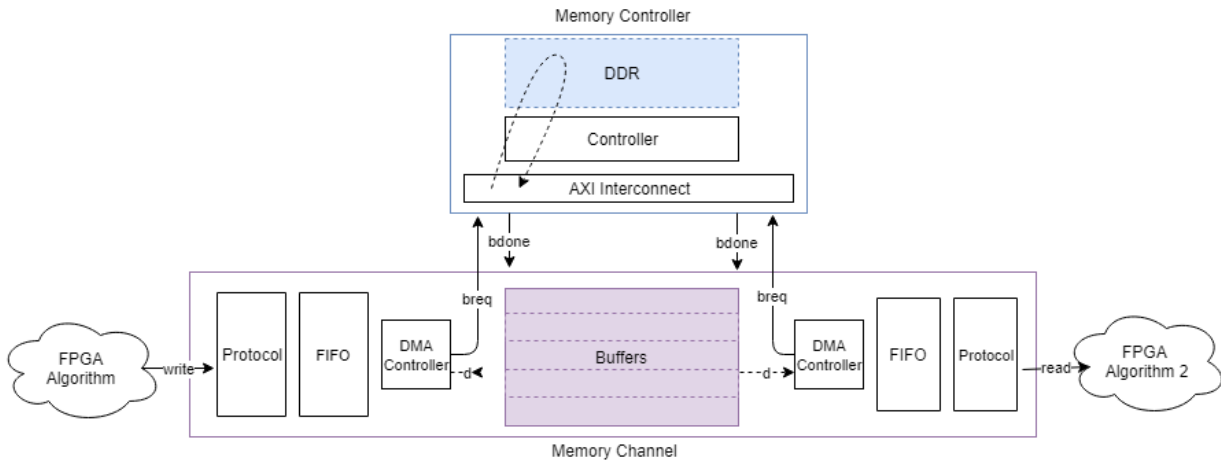 Memory Controller
DDR
Controller
AXI Interconnect
bdone
bdone
breq
breq
FPGA
Algorithm
write
Protocol
FIFO
DMA
Controller
d
Buffers
d
DMA
Controller
FIFO
Protocol
read
FPGA
Algorithm 2
Memory Channel